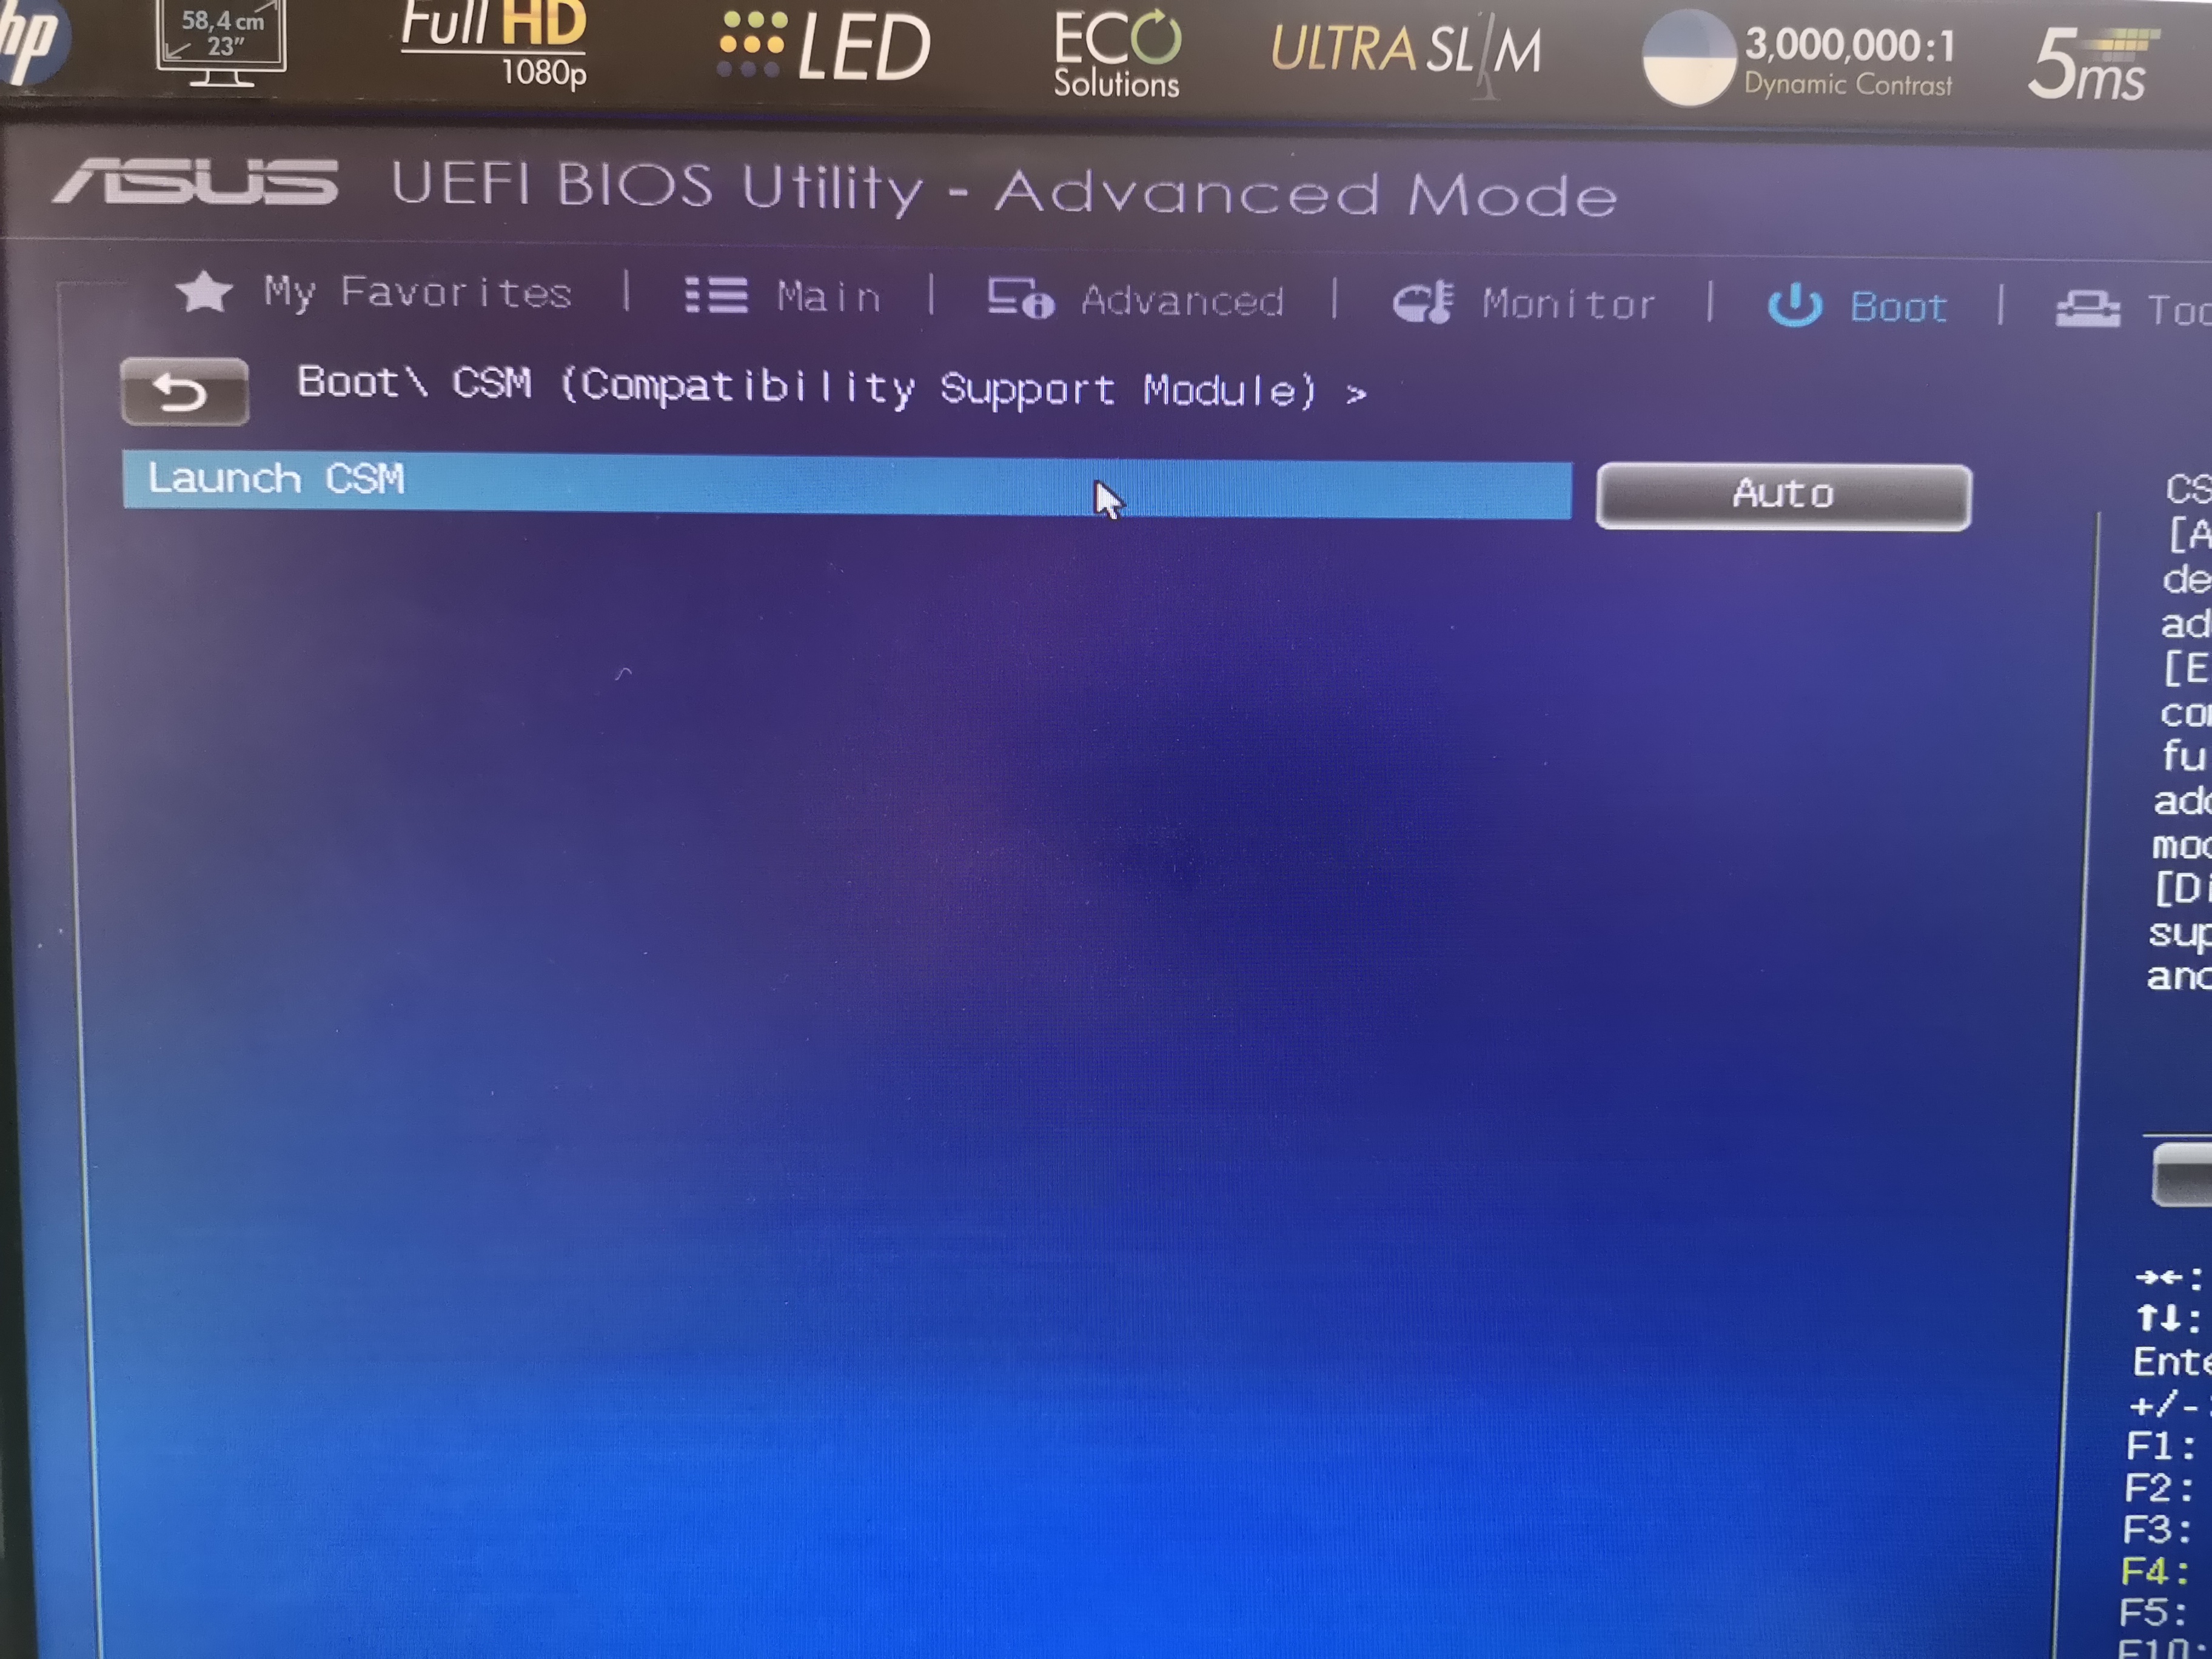 hp
58,4 cm
23"
Full HD
1080p
LED
ECO
Solutions
ULTRA SLIM
3,000,000:1
Dynamic Contrast
5ms
ASUS UEFI BIOS Utility - Advanced Mode
My Favorites | Main | Advanced | Monitor | Boot |
Boot\ CSM (Compatibility Support Module) >
Launch CSM
Auto
→←:
↑↓:
+/-:
F1:
F2:
F3:
F4:
F5:
F10: